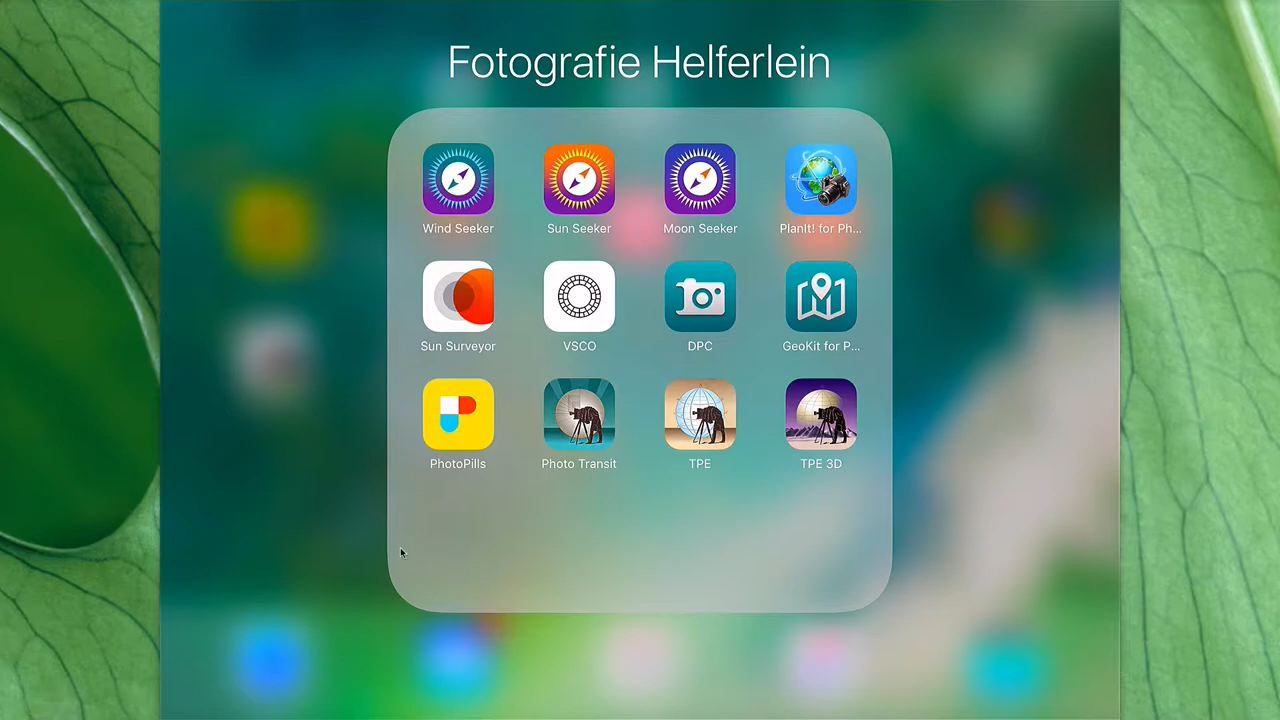 Fotografie Helferlein
Wind Seeker
Sun Seeker
Moon Seeker
PlanIt! for Ph...
Sun Surveyor
VSCO
DPC
GeoKit for P...
PhotoPills
Photo Transit
TPE
TPE 3D